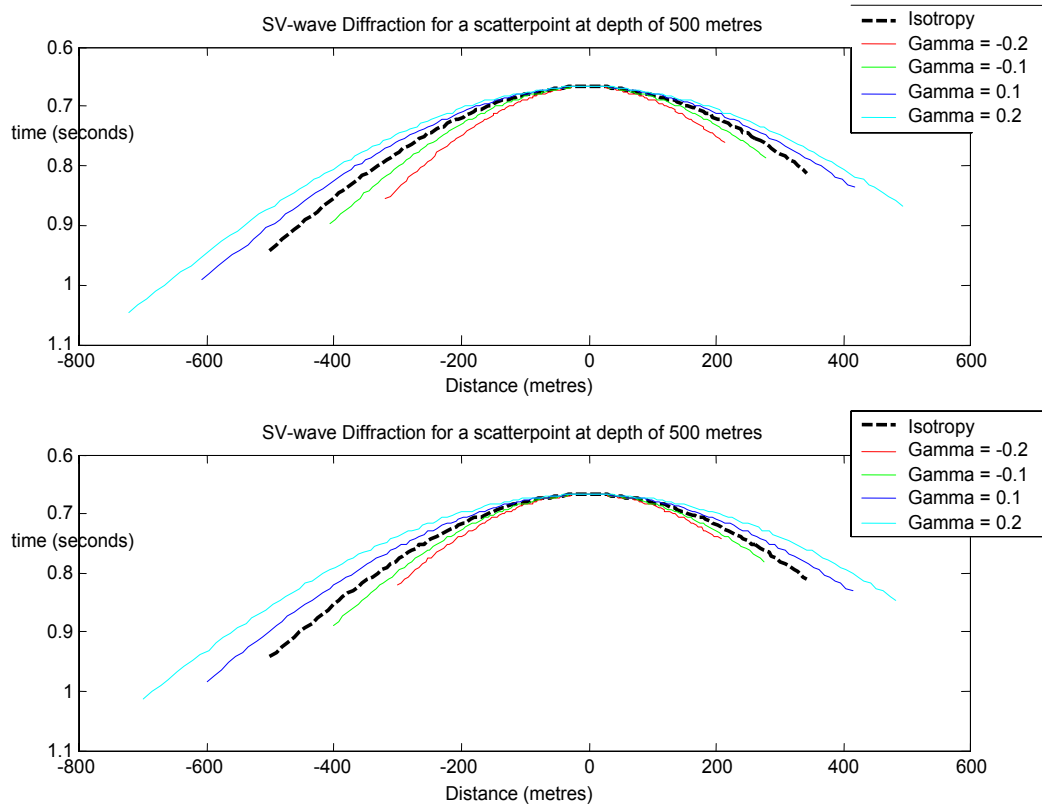 SV-wave Diffraction for a scatterpoint at depth of 500 metres
Isotropy
Gamma = -0.2
Gamma = -0.1
Gamma = 0.1
Gamma = 0.2
time (seconds)
0.6
0.7
0.8
0.9
1
1.1
-800 -600 -400 -200 0 200 400 600
Distance (metres)
SV-wave Diffraction for a scatterpoint at depth of 500 metres
Isotropy
Gamma = -0.2
Gamma = -0.1
Gamma = 0.1
Gamma = 0.2
time (seconds)
0.6
0.7
0.8
0.9
1
1.1
-800 -600 -400 -200 0 200 400 600
Distance (metres)